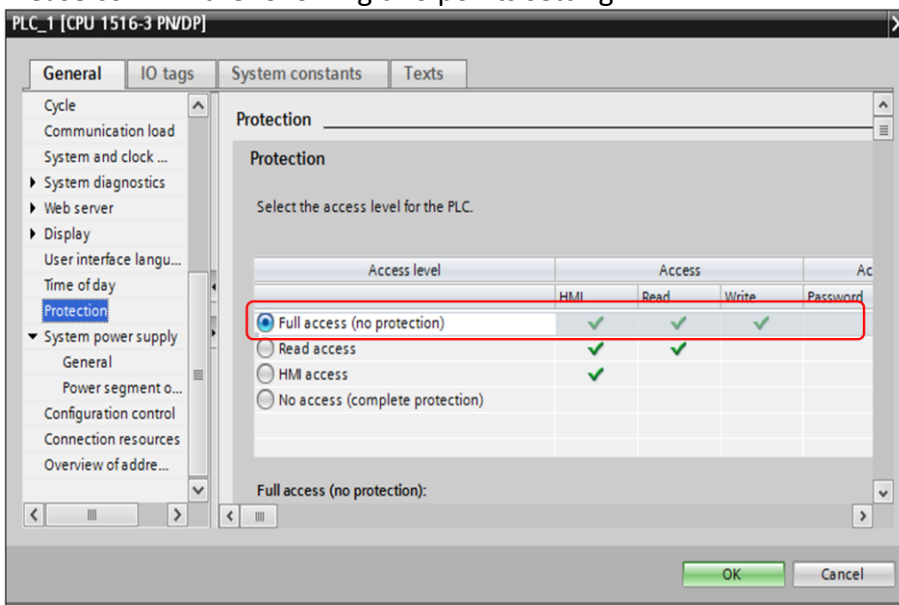 PLC_1 [CPU 1516-3 PN/DP]
General IO tags System constants Texts
Cycle
Communication load
System and clock ...
System diagnostics
Web server
Display
User interface langu...
Time of day
Protection
System power supply
General
Power segment o...
Configuration control
Connection resources
Overview of addre...
Protection
Protection
Select the access level for the PLC.
Access level Access Ac
HMI Read Write Password
Full access (no protection)
Read access
HMI access
No access (complete protection)
Full access (no protection):
OK Cancel